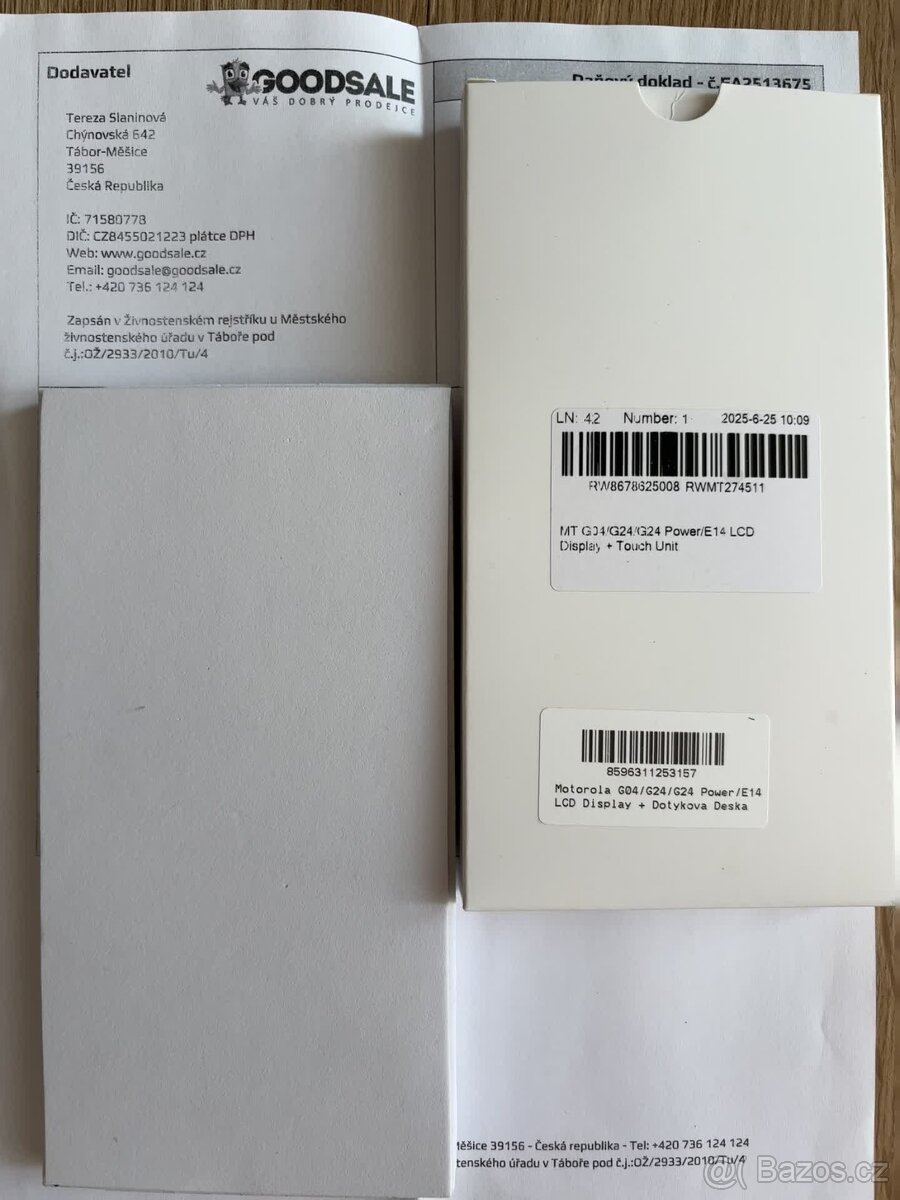 Dodavatel
GOODSALE
VÁŠ DOBRÝ PRODEJCE
Daňový doklad - č.FA2513675
Tereza Slaninová
Chýnovská 642
Tábor-Měšice
39156
Česká Republika
IČ: 71580778
DIČ: CZ8455021223 plátce DPH
Web: www.goodsale.cz
Email: goodsale@goodsale.cz
Tel.: +420 736 124 124
Zapsán v Živnostenském rejstříku u Městského
živnostenského úřadu v Táboře pod
č.j.:OŽ/2933/2010/Tu/4
LN: 42 Number: 1 2025-6-25 10:09
RW8678625008 RWMT274511
MT G04/G24/G24 Power/E14 LCD
Display + Touch Unit
8596311253157
Motorola G04/G24/G24 Power/E14
LCD Display + Dotykova Deska
Měšice 39156 - Česká republika - Tel: +420 736 124 124
tenského úřadu v Táboře pod č.j.:OŽ/2933/2010/Tu/4
Bazos.cz